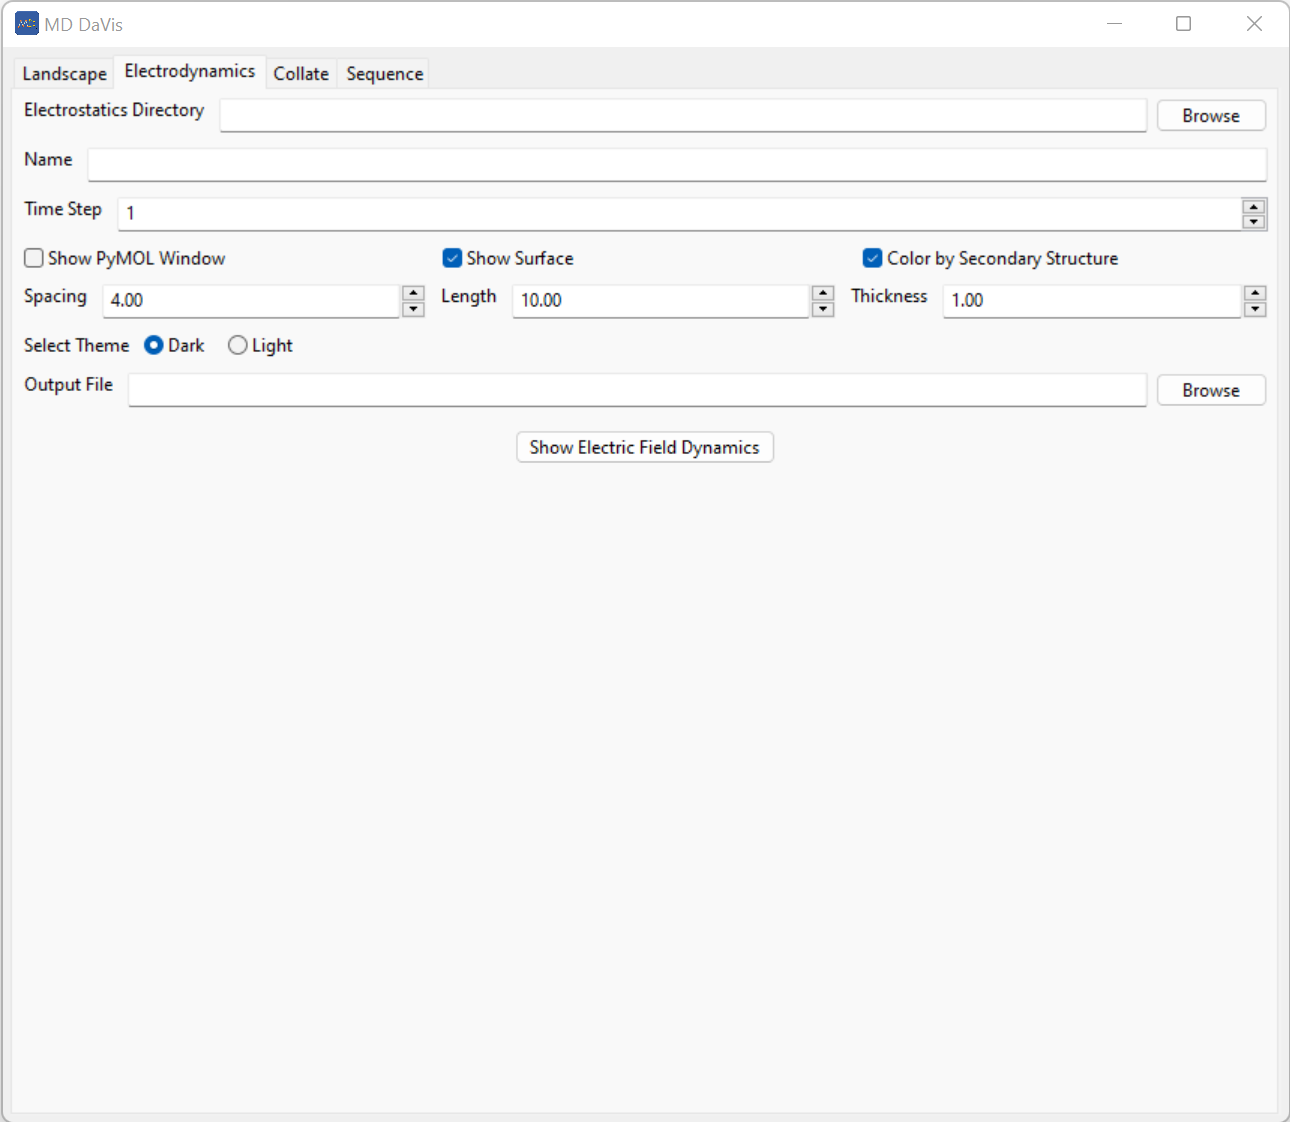 MD DaVis
Landscape Electrodynamics Collate Sequence
Electrostatics Directory Browse
Name
Time Step 1
Show PyMOL Window Show Surface Color by Secondary Structure
Spacing 4.00 Length 10.00 Thickness 1.00
Select Theme Dark Light
Output File Browse
Show Electric Field Dynamics